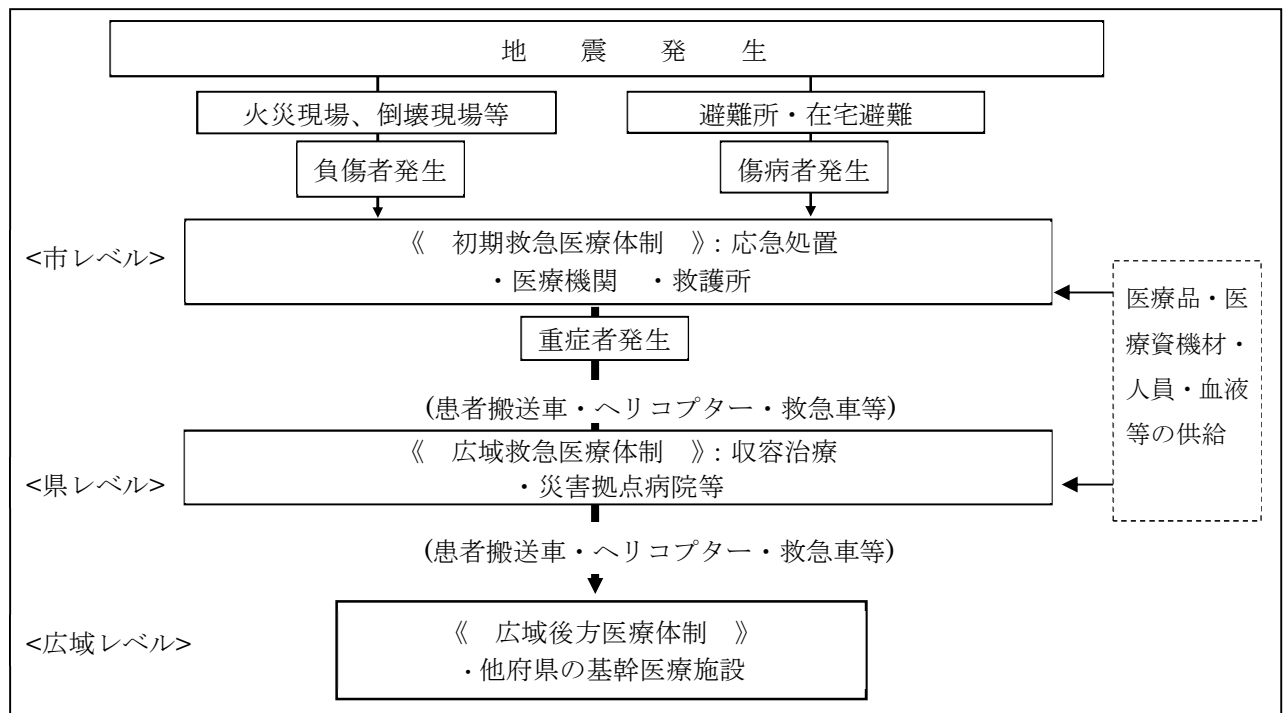 地　震　発　生
火災現場、倒壊現場等
避難所・在宅避難
負傷者発生
傷病者発生
<市レベル>
《　初期救急医療体制　》: 応急処置
・医療機関　・救護所
重症者発生
(患者搬送車・ヘリコプター・救急車等)
<県レベル>
《　広域救急医療体制　》: 収容治療
・災害拠点病院等
(患者搬送車・ヘリコプター・救急車等)
<広域レベル>
《　広域後方医療体制　》
・他府県の基幹医療施設
医療品・医
療資機材・
人員・血液
等の供給